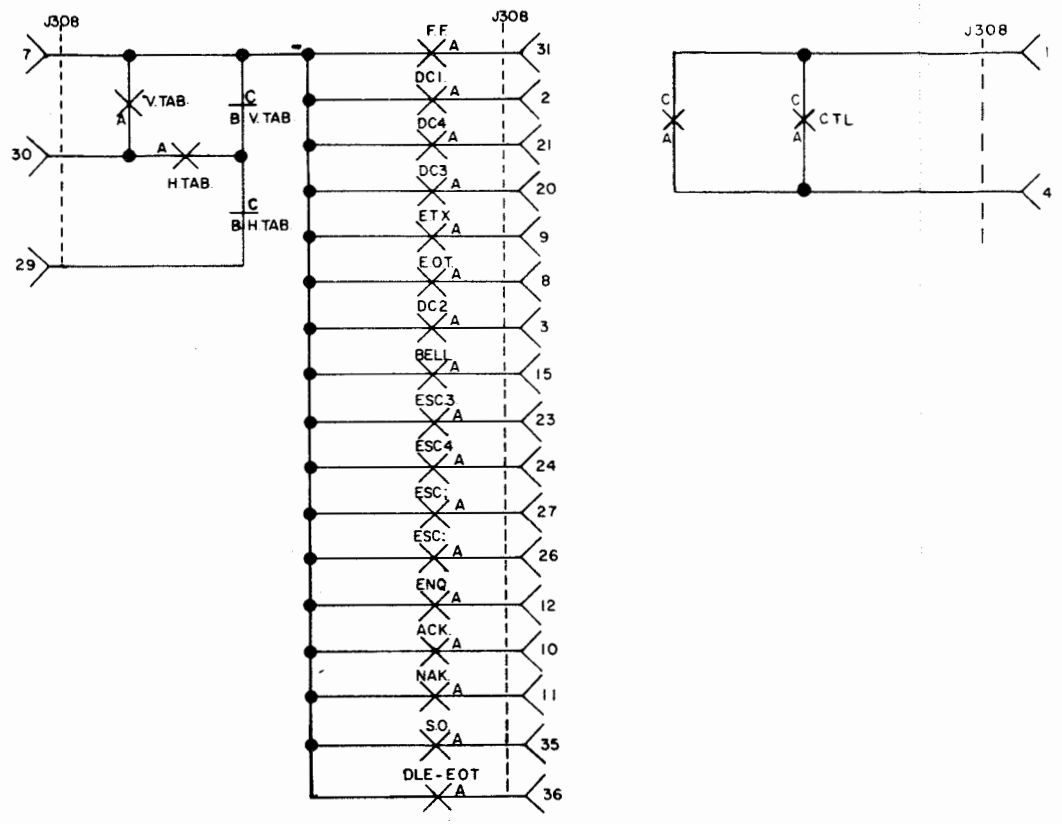 J308
7
V.TAB.
A
C
B V.TAB.
30
A
H.TAB.
C
B H.TAB.
29
J308
F.F.
A
31
DC1.
A
2
DC4
A
21
DC3
A
20
ETX
A
9
E.OT.
A
8
DC2
A
3
BELL
A
15
ESC3
A
23
ESC4
A
24
ESC;
A
27
ESC:
A
26
ENQ.
A
12
ACK.
A
10
NAK.
A
11
S.O.
A
35
DLE-EOT
A
36
J308
1
C
A
C
CTL
A
4